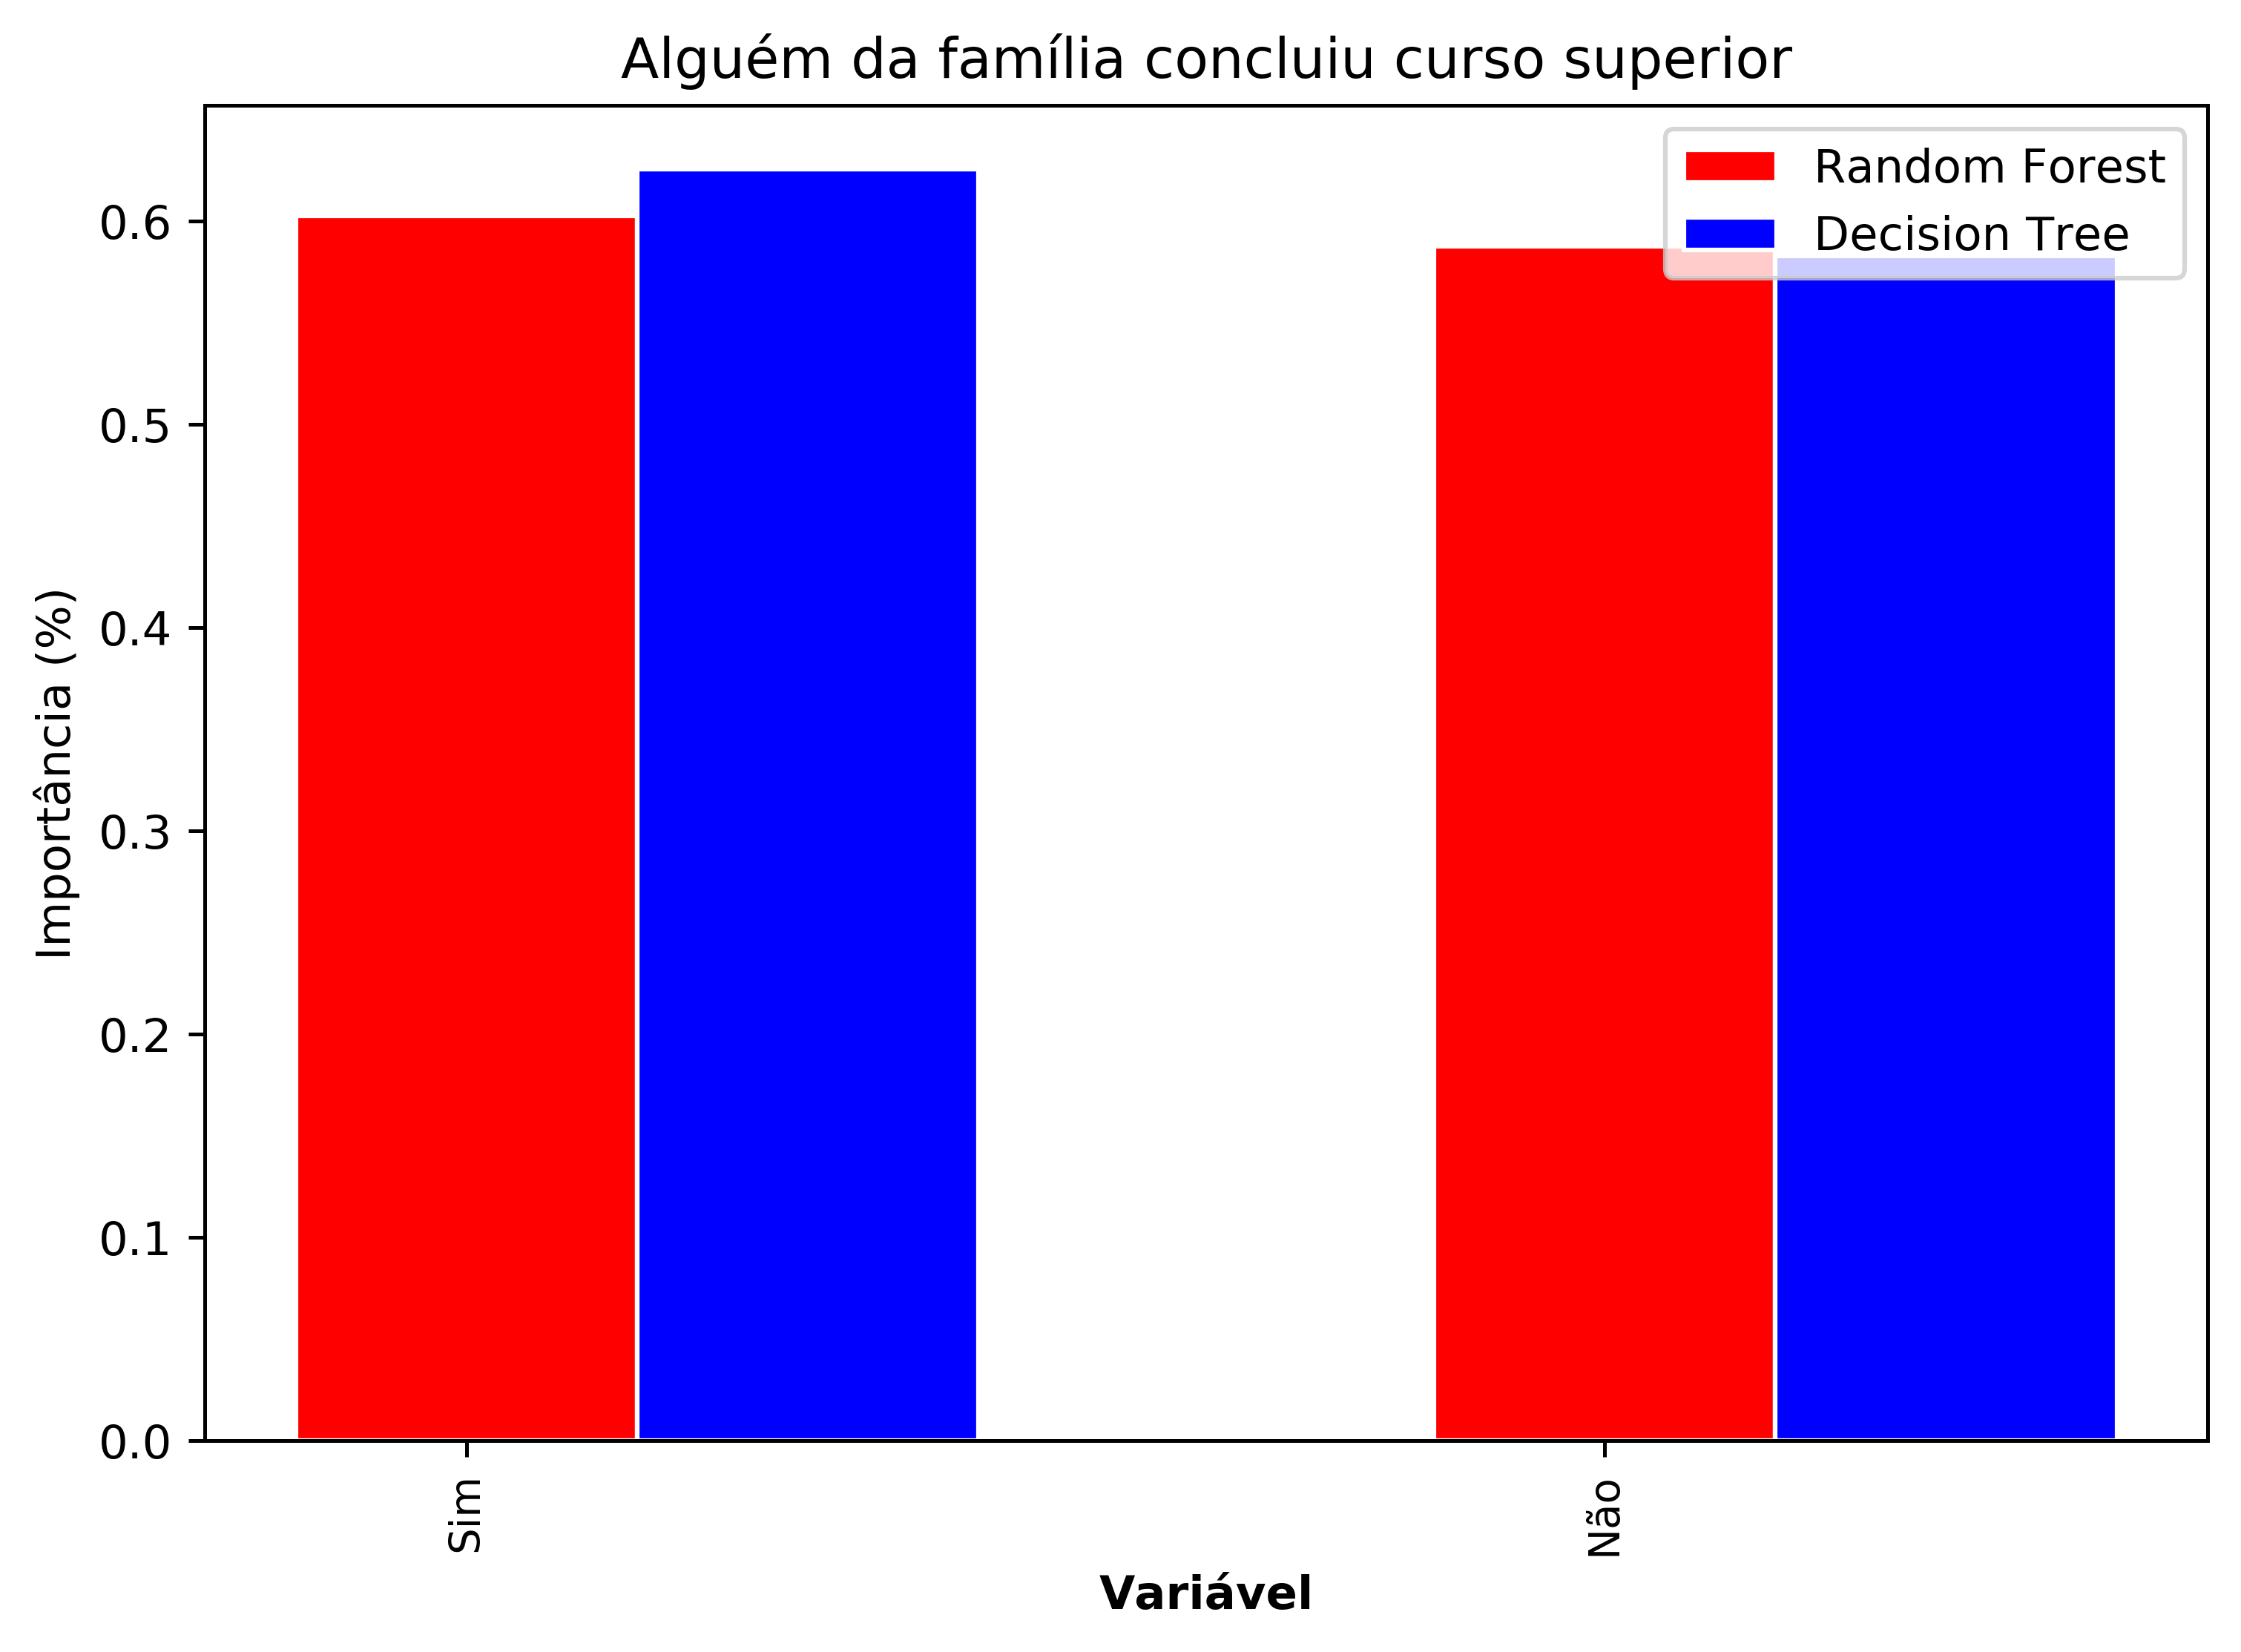 Alguém da família concluiu curso superior
Random Forest
Decision Tree
Importância (%)
0.6
0.5
0.4
0.3
0.2
0.1
0.0
Sim
Não
Variável